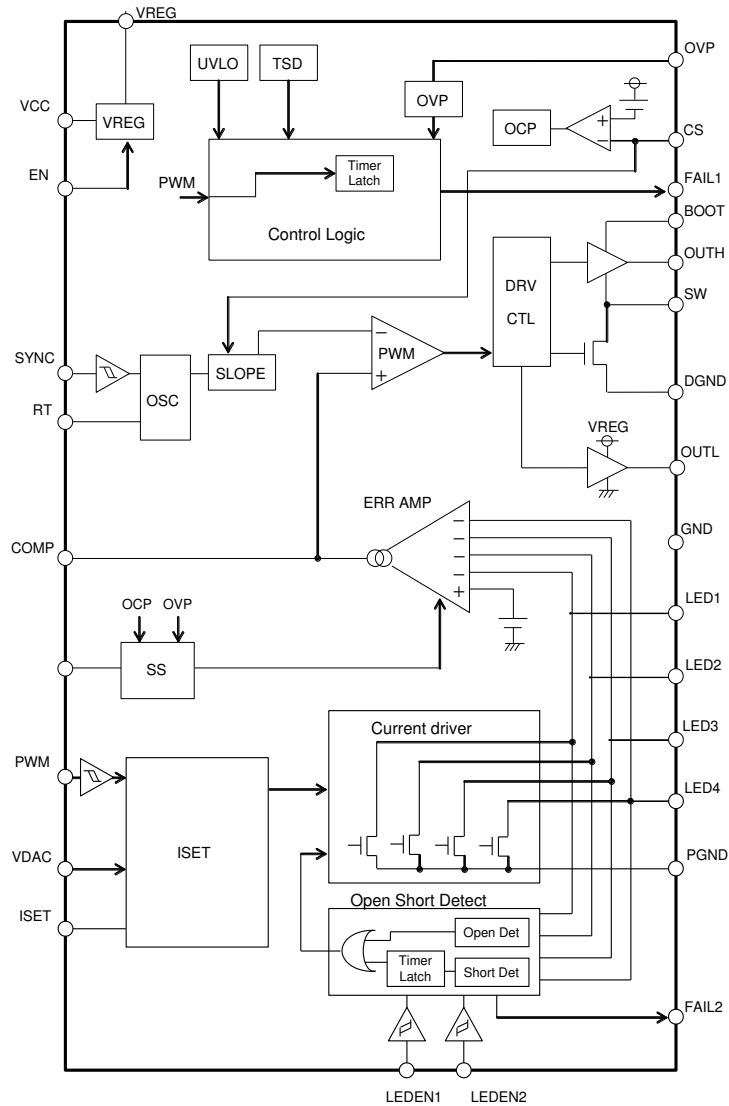 VREG
OVP
UVLO
TSD
OVP
VCC
VREG
OCP
+
−
CS
EN
PWM
Timer
Latch
FAIL1
Control Logic
BOOT
OUTH
DRV
CTL
SW
SYNC
OSC
SLOPE
−
PWM
+
DGND
RT
VREG
OUTL
ERR AMP
−
−
−
−
+
GND
COMP
OCP
OVP
LED1
SS
LED2
Current driver
LED3
PWM
LED4
ISET
VDAC
PGND
ISET
Open Short Detect
Open Det
Timer
Latch
Short Det
FAIL2
LEDEN1
LEDEN2